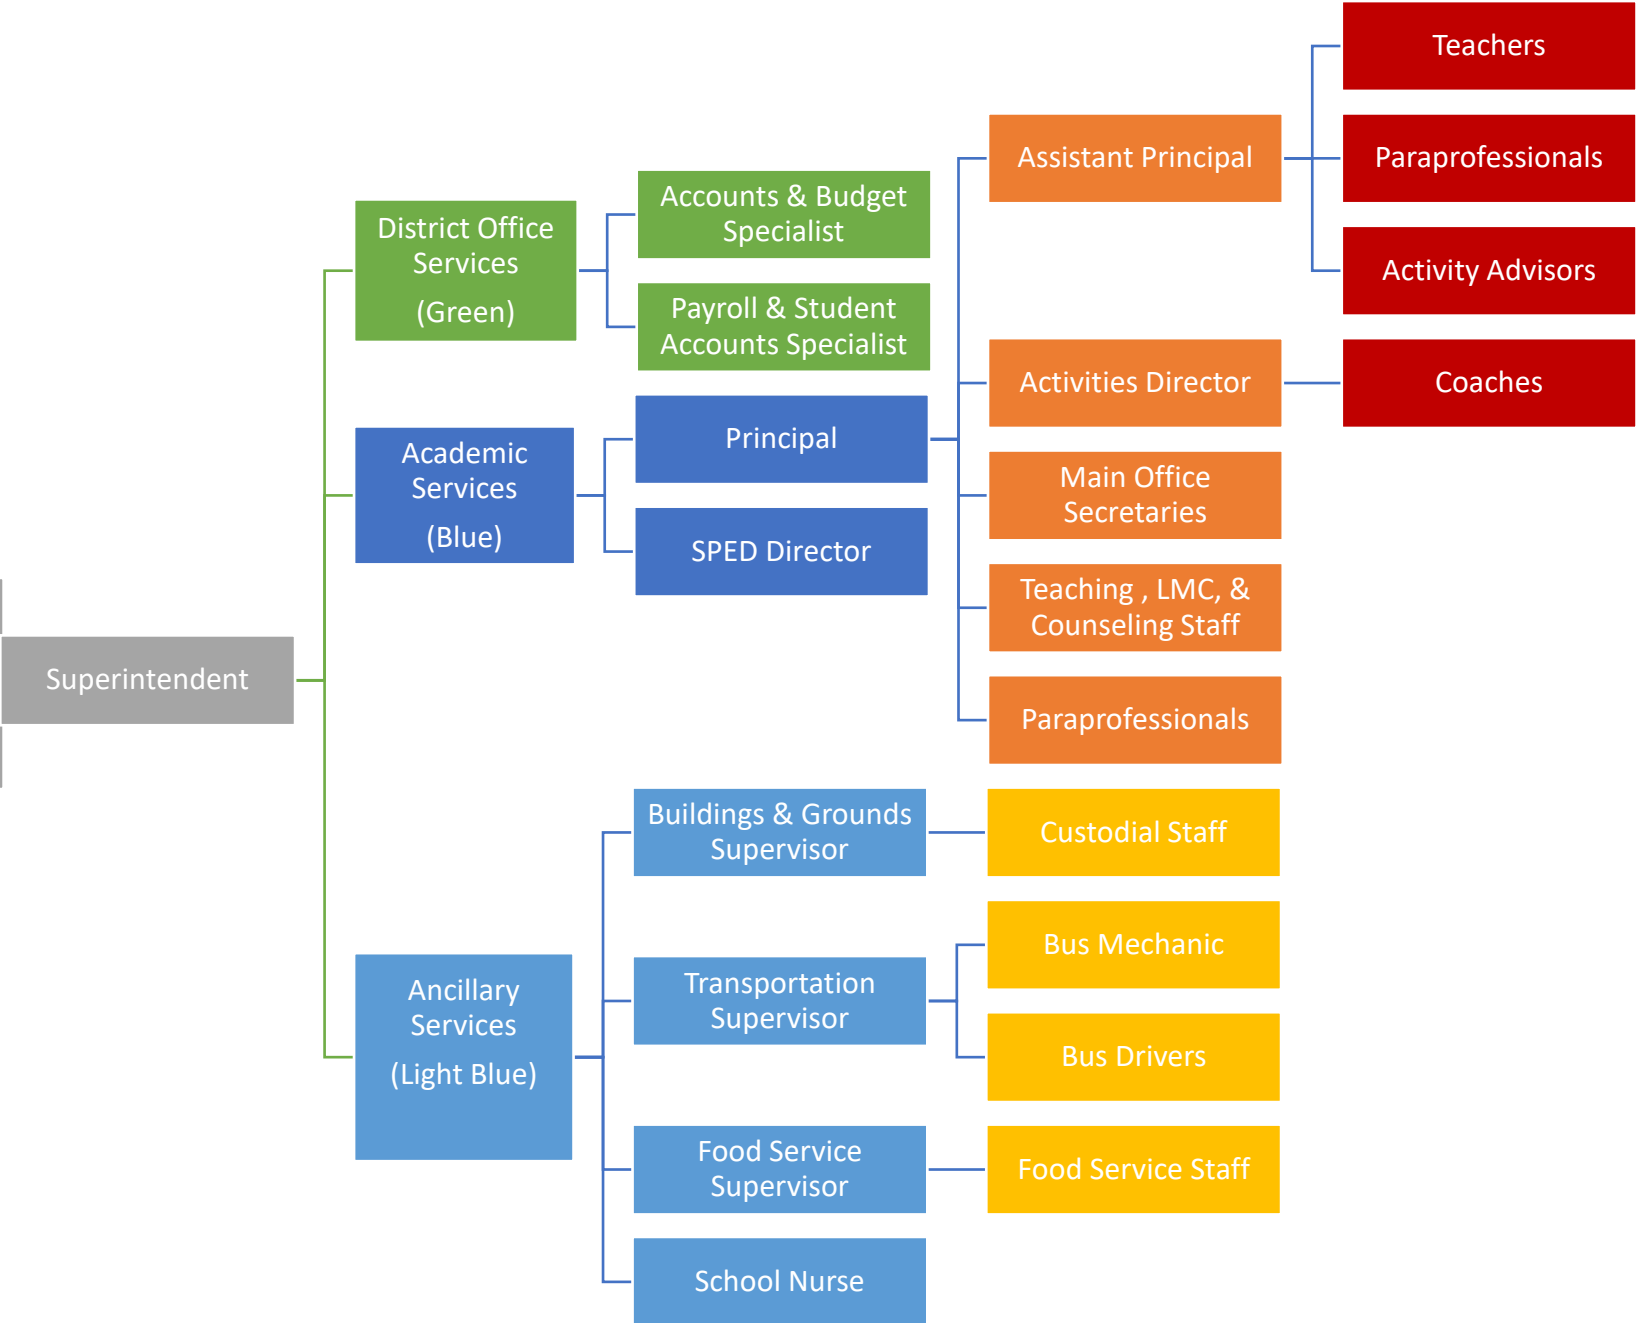 Superintendent
District Office
Services
(Green)
Accounts & Budget
Specialist
Payroll & Student
Accounts Specialist
Academic
Services
(Blue)
Principal
Assistant Principal
Teachers
Paraprofessionals
Activity Advisors
Activities Director
Coaches
Main Office
Secretaries
Teaching , LMC, &
Counseling Staff
Paraprofessionals
SPED Director
Ancillary
Services
(Light Blue)
Buildings & Grounds
Supervisor
Custodial Staff
Transportation
Supervisor
Bus Mechanic
Bus Drivers
Food Service
Supervisor
Food Service Staff
School Nurse